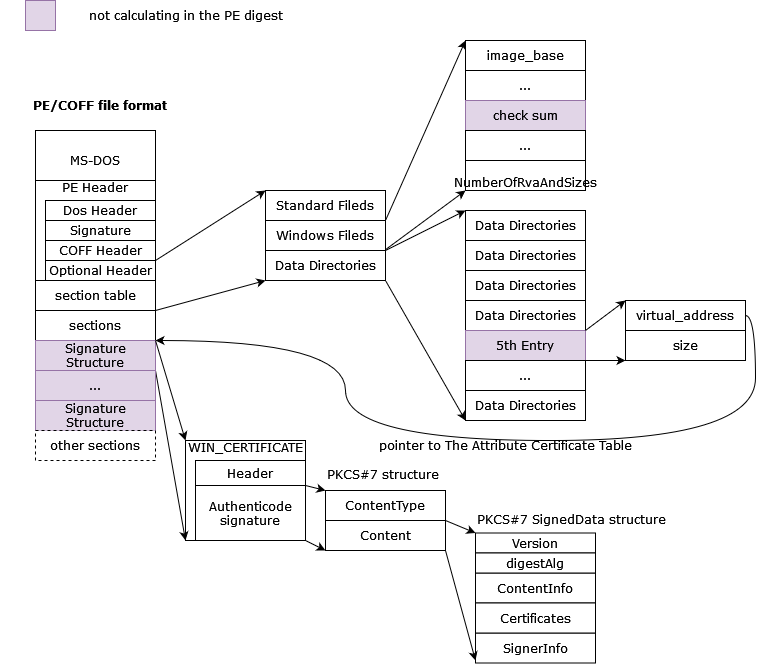 not calculating in the PE digest
PE/COFF file format
MS-DOS
PE Header
Dos Header
Signature
COFF Header
Optional Header
section table
sections
Signature
Structure
...
Signature
Structure
other sections
Standard Fileds
Windows Fileds
Data Directories
image_base
...
check sum
...
NumberOfRvaAndSizes
Data Directories
Data Directories
Data Directories
Data Directories
5th Entry
...
Data Directories
virtual_address
size
pointer to The Attribute Certificate Table
WIN_CERTIFICATE
Header
Authenticode
signature
PKCS#7 structure
ContentType
Content
PKCS#7 SignedData structure
Version
digestAlg
ContentInfo
Certificates
SignerInfo